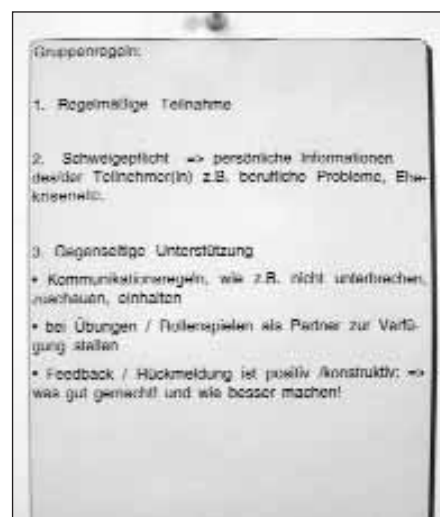 Gruppenregeln:
1. Regelmäßige Teilnahme
2. Schweigepflicht => persönliche Informationen
des/der Teilnehmer(in) z.B. berufliche Probleme, Ehe-
krisen etc.
3. Gegenseitige Unterstützung
• Kommunikationsregeln, wie z.B. nicht unterbrechen,
zuschauen, einhalten
• bei Übungen / Rollenspielen als Partner zur Verfü-
gung stellen
• Feedback / Rückmeldung ist positiv /konstruktiv: =>
was gut gemacht! und wie besser machen!